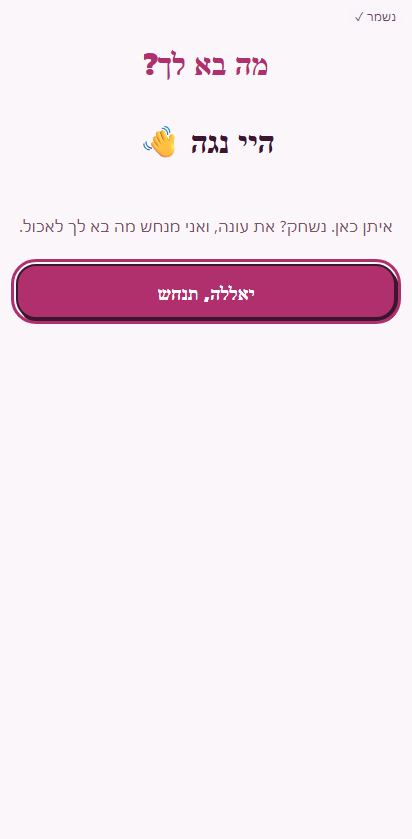 נשמר ✓
מה בא לך?
היי נגה 👋
איתן כאן. נשחק? את עונה, ואני מנחש מה בא לך לאכול.
יאללה, תנחש